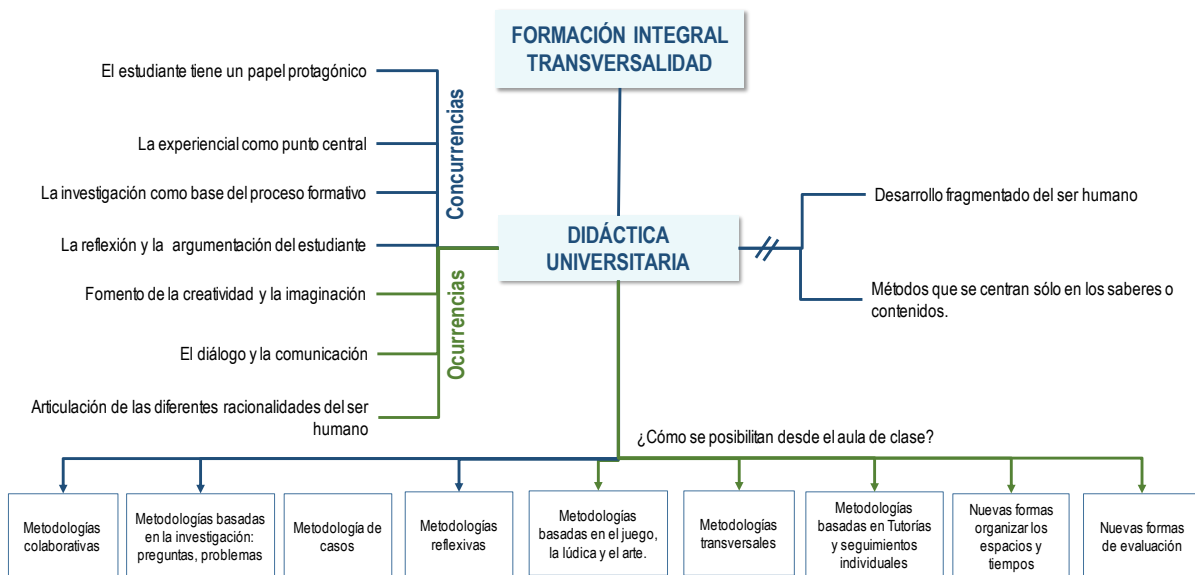 FORMACIÓN INTEGRAL
TRANSVERSALIDAD
El estudiante tiene un papel protagónico
La experiencial como punto central
La investigación como base del proceso formativo
La reflexión y la argumentación del estudiante
Concurrencias
Fomento de la creatividad y la imaginación
El diálogo y la comunicación
Articulación de las diferentes racionalidades del ser
humano
Ocurrencias
DIDÁCTICA
UNIVERSITARIA
Desarrollo fragmentado del ser humano
Métodos que se centran sólo en los saberes o
contenidos.
¿Cómo se posibilitan desde el aula de clase?
Metodologías
colaborativas
Metodologías basadas
en la investigación:
preguntas, problemas
Metodología de
casos
Metodologías
reflexivas
Metodologías
basadas en el juego,
la lúdica y el arte.
Metodologías
transversales
Metodologías
basadas en Tutorías
y seguimientos
individuales
Nuevas formas
organizar los
espacios y
tiempos
Nuevas formas
de evaluación